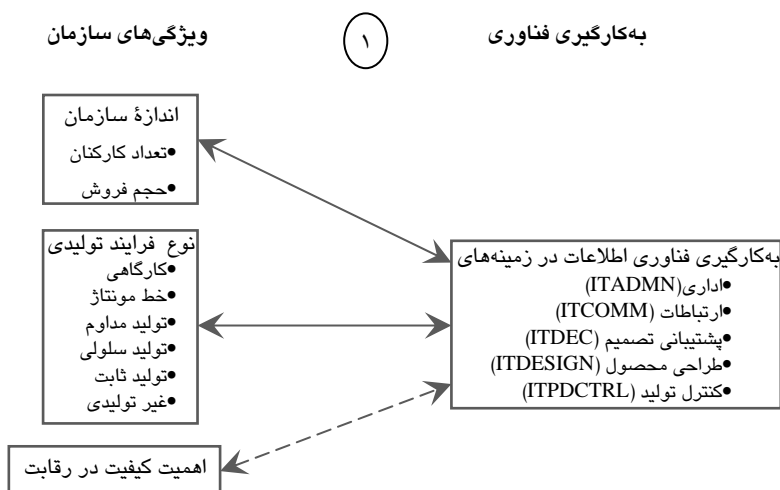 ویژگی‌های سازمان
۱
به‌کارگیری فناوری
اندازهٔ سازمان
•تعداد کارکنان
•حجم فروش
نوع فرایند تولیدی
•کارگاهی
•خط مونتاژ
•تولید مداوم
•تولید سلولی
•تولید ثابت
•غیر تولیدی
اهمیت کیفیت در رقابت
به‌کارگیری فناوری اطلاعات در زمینه‌های
•اداری(ITADMN)
•ارتباطات (ITCOMM)
•پشتیبانی تصمیم (ITDEC)
•طراحی محصول (ITDESIGN)
•کنترل تولید (ITPDCTRL)